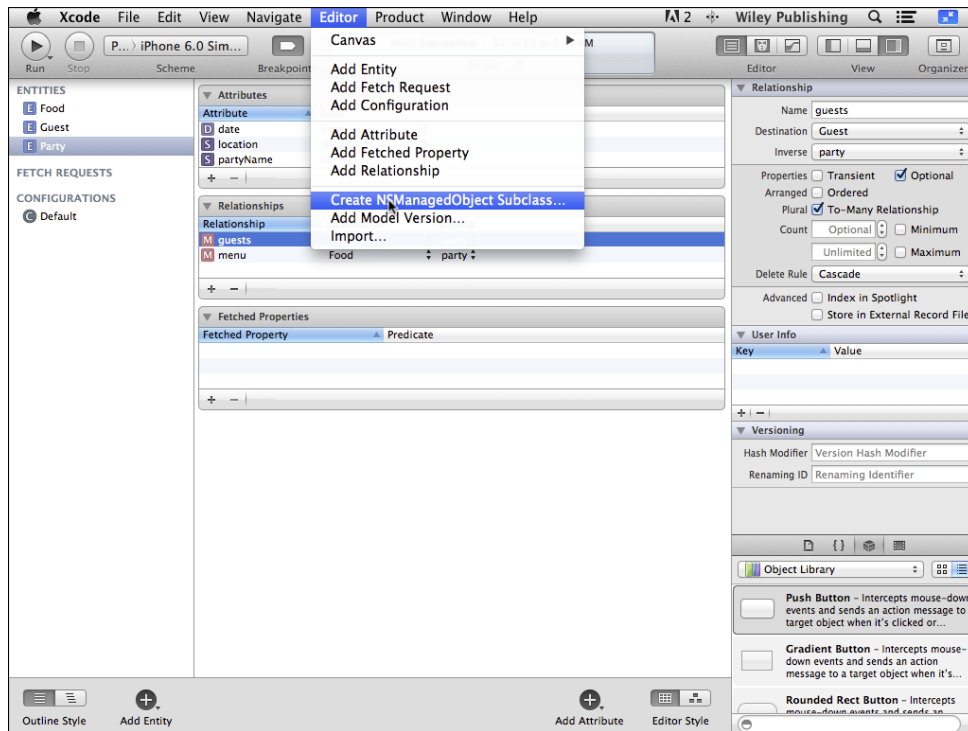 Xcode File Edit View Navigate Editor Product Window Help 2 Wiley Publishing
P... iPhone 6.0 Sim...
Run Stop Scheme Breakpoint
Editor View Organizer
Canvas
Add Entity
Add Fetch Request
Add Configuration
Add Attribute
Add Fetched Property
Add Relationship
Create NSManagedObject Subclass...
Add Model Version...
Import...
ENTITIES
E Food
E Guest
E Party
FETCH REQUESTS
CONFIGURATIONS
C Default
Attributes
Attribute
D date
S location
S partyName
+ −
Relationships
Relationship
M guests
M menu Food party
+ −
Fetched Properties
Fetched Property Predicate
+ −
Relationship
Name guests
Destination Guest
Inverse party
Properties Transient Optional
Arranged Ordered
Plural To-Many Relationship
Count Optional Minimum
Unlimited Maximum
Delete Rule Cascade
Advanced Index in Spotlight
Store in External Record File
User Info
Key Value
+ −
Versioning
Hash Modifier Version Hash Modifier
Renaming ID Renaming Identifier
{}
Object Library
Push Button - Intercepts mouse-down
events and sends an action message to
target object when it's clicked or...
Gradient Button - Intercepts mouse-
down events and sends an action
message to a target object when it's...
Rounded Rect Button - Intercepts
mouse-down events and sends an
Outline Style Add Entity Add Attribute Editor Style